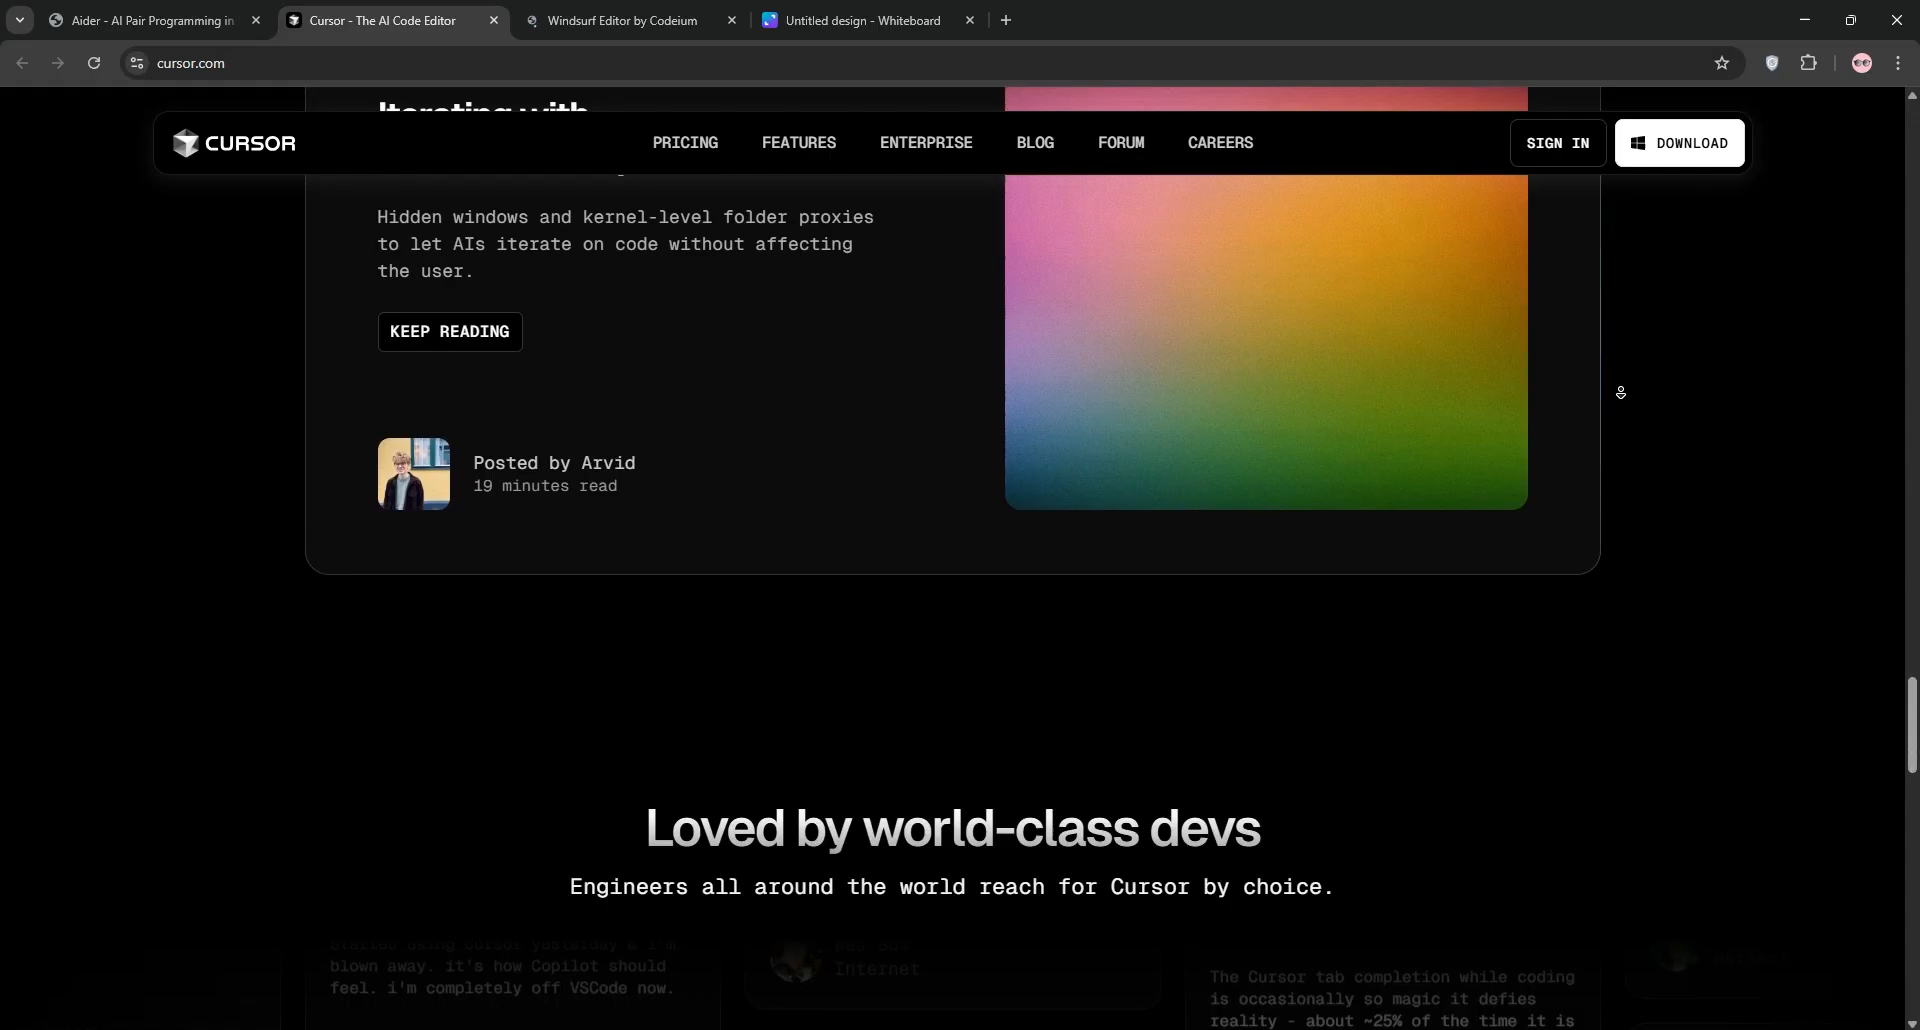 Aider - AI Pair Programming in
Cursor - The AI Code Editor
Windsurf Editor by Codeium
Untitled design - Whiteboard
cursor.com
Iterating with
CURSOR
PRICING
FEATURES
ENTERPRISE
BLOG
FORUM
CAREERS
SIGN IN
DOWNLOAD
Hidden windows and kernel-level folder proxies
to let AIs iterate on code without affecting
the user.
KEEP READING
Posted by Arvid
19 minutes read
Loved by world-class devs
Engineers all around the world reach for Cursor by choice.
Started using cursor yesterday & i'm
blown away. it's how Copilot should
feel. i'm completely off VSCode now.
Internet
The Cursor tab completion while coding
is occasionally so magic it defies
reality - about ~25% of the time it is